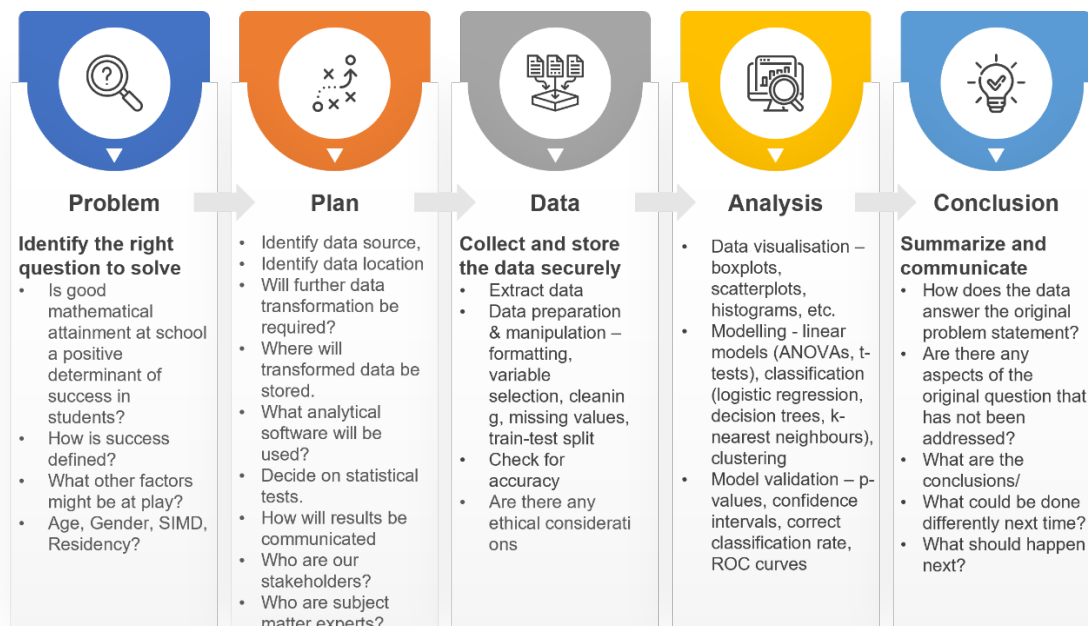 Problem
Identify the right
question to solve
• Is good
mathematical
attainment at school
a positive
determinant of
success in
students?
• How is success
defined?
• What other factors
might be at play?
• Age, Gender, SIMD,
Residency?
Plan
• Identify data source,
• Identify data location
• Will further data
transformation be
required?
• Where will
transformed data be
stored.
• What analytical
software will be
used?
• Decide on statistical
tests.
• How will results be
communicated
• Who are our
stakeholders?
• Who are subject
matter experts?
Data
Collect and store
the data securely
• Extract data
• Data preparation
& manipulation –
formatting,
variable
selection, cleanin
g, missing values,
train-test split
• Check for
accuracy
• Are there any
ethical considerati
ons
Analysis
• Data visualisation –
boxplots,
scatterplots,
histograms, etc.
• Modelling - linear
models (ANOVAs, t-
tests), classification
(logistic regression,
decision trees, k-
nearest neighbours),
clustering
• Model validation – p-
values, confidence
intervals, correct
classification rate,
ROC curves
Conclusion
Summarize and
communicate
• How does the data
answer the original
problem statement?
• Are there any
aspects of the
original question that
has not been
addressed?
• What are the
conclusions/
• What could be done
differently next time?
• What should happen
next?